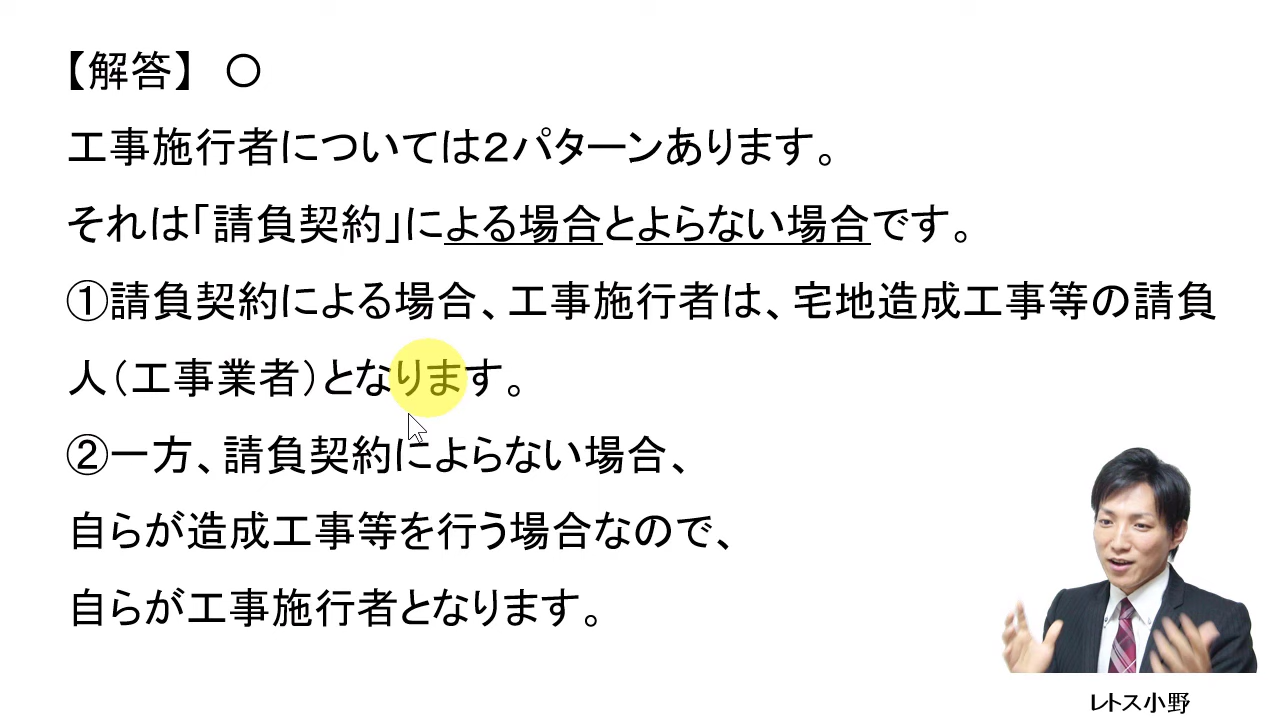 【解答】　〇
工事施行者については２パターンあります。
それは「請負契約」による場合とよらない場合です。
①請負契約による場合、工事施行者は、宅地造成工事等の請負
人（工事業者）となります。
②一方、請負契約によらない場合、
自らが造成工事等を行う場合なので、
自らが工事施行者となります。
レトス小野